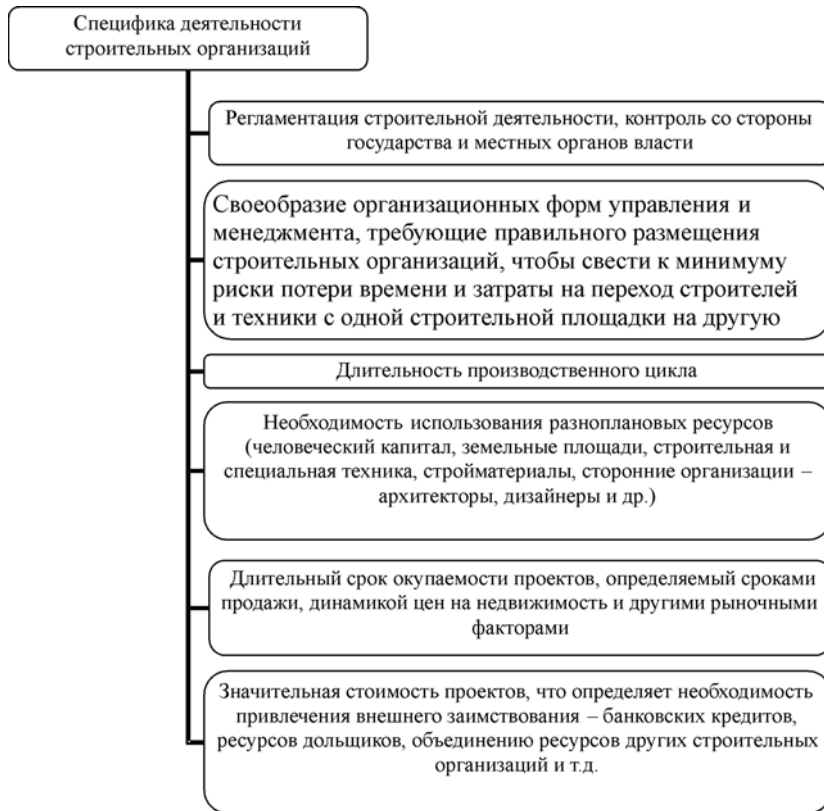 Специфика деятельности
строительных организаций
Регламентация строительной деятельности, контроль со стороны
государства и местных органов власти
Своеобразие организационных форм управления и
менеджмента, требующие правильного размещения
строительных организаций, чтобы свести к минимуму
риски потери времени и затраты на переход строителей
и техники с одной строительной площадки на другую
Длительность производственного цикла
Необходимость использования разноплановых ресурсов
(человеческий капитал, земельные площади, строительная и
специальная техника, стройматериалы, сторонние организации –
архитекторы, дизайнеры и др.)
Длительный срок окупаемости проектов, определяемый сроками
продажи, динамикой цен на недвижимость и другими рыночными
факторами
Значительная стоимость проектов, что определяет необходимость
привлечения внешнего заимствования – банковских кредитов,
ресурсов дольщиков, объединению ресурсов других строительных
организаций и т.д.